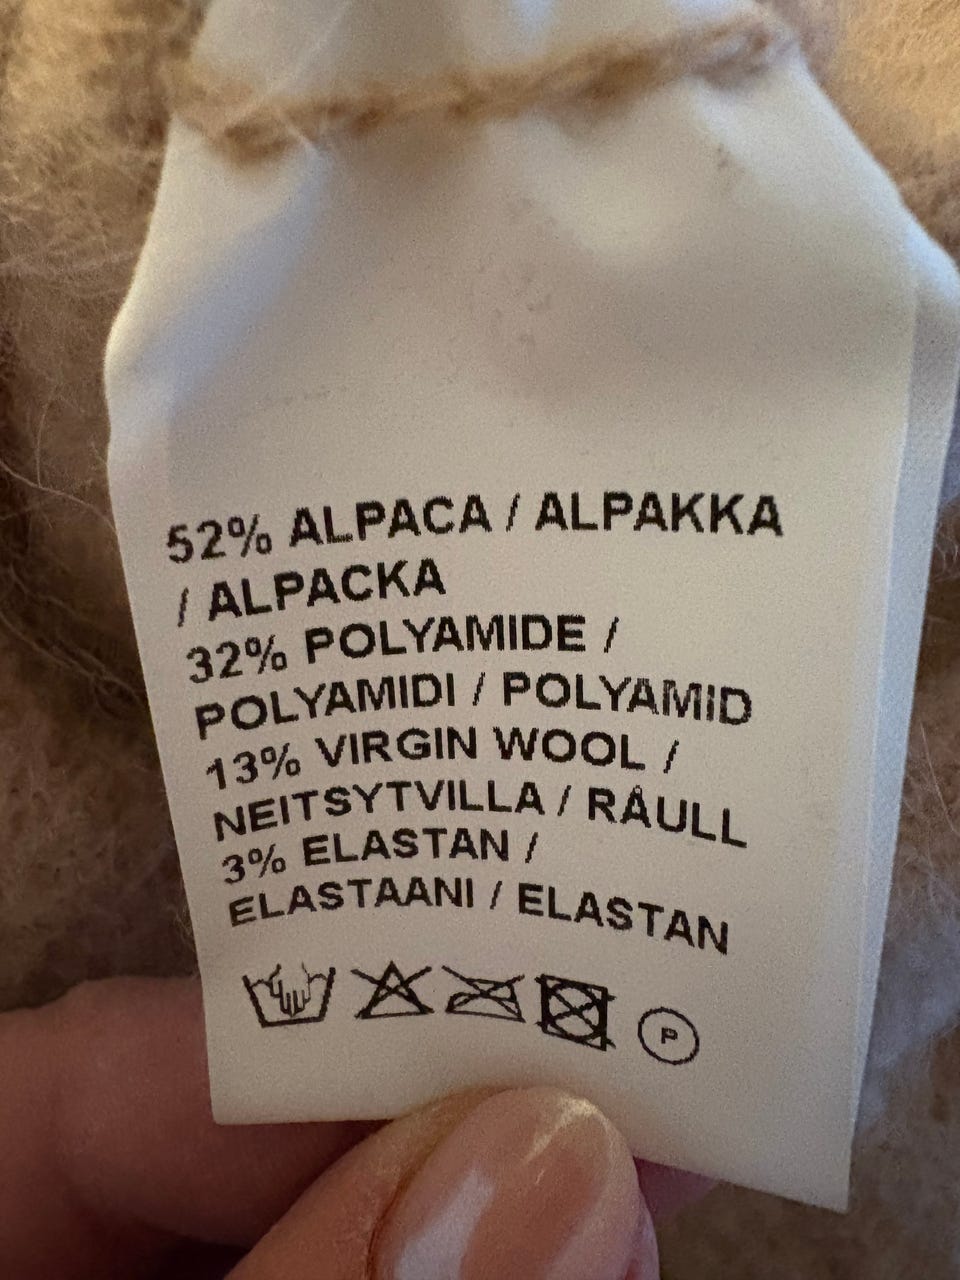 52% ALPACA / ALPAKKA
/ ALPACKA
32% POLYAMIDE /
POLYAMIDI / POLYAMID
13% VIRGIN WOOL /
NEITSYTVILLA / RÅULL
3% ELASTAN /
ELASTAANI / ELASTAN
P